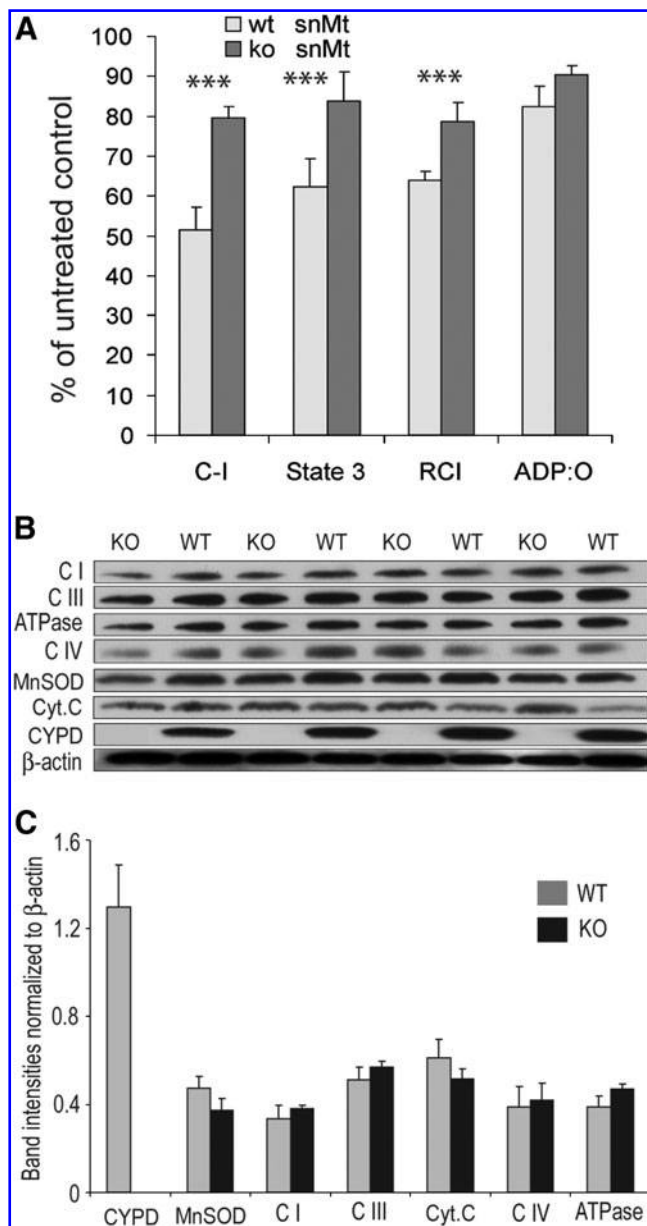 A
wt snMt
ko snMt
% of untreated control
100
90
80
70
60
50
40
30
20
10
0
*** *** ***
C-I State 3 RCI ADP:O
B
KO WT KO WT KO WT KO WT
C I
C III
ATPase
C IV
MnSOD
Cyt.C
CYPD
β-actin
C
Band intensities normalized to β-actin
1.6
1.2
0.8
0.4
0
WT
KO
CYPD MnSOD C I C III Cyt.C C IV ATPase